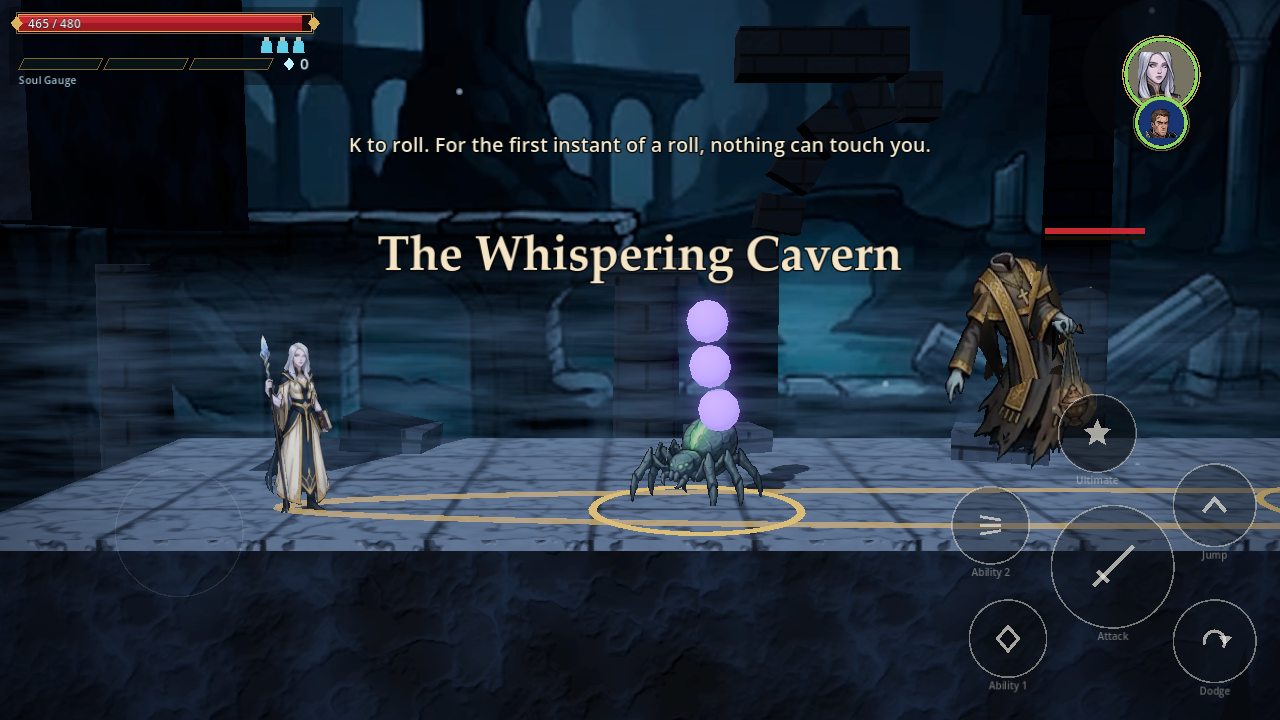 465 / 480
0
Soul Gauge
K to roll. For the first instant of a roll, nothing can touch you.
The Whispering Cavern
Ultimate
Jump
Ability 2
Attack
Ability 1
Dodge